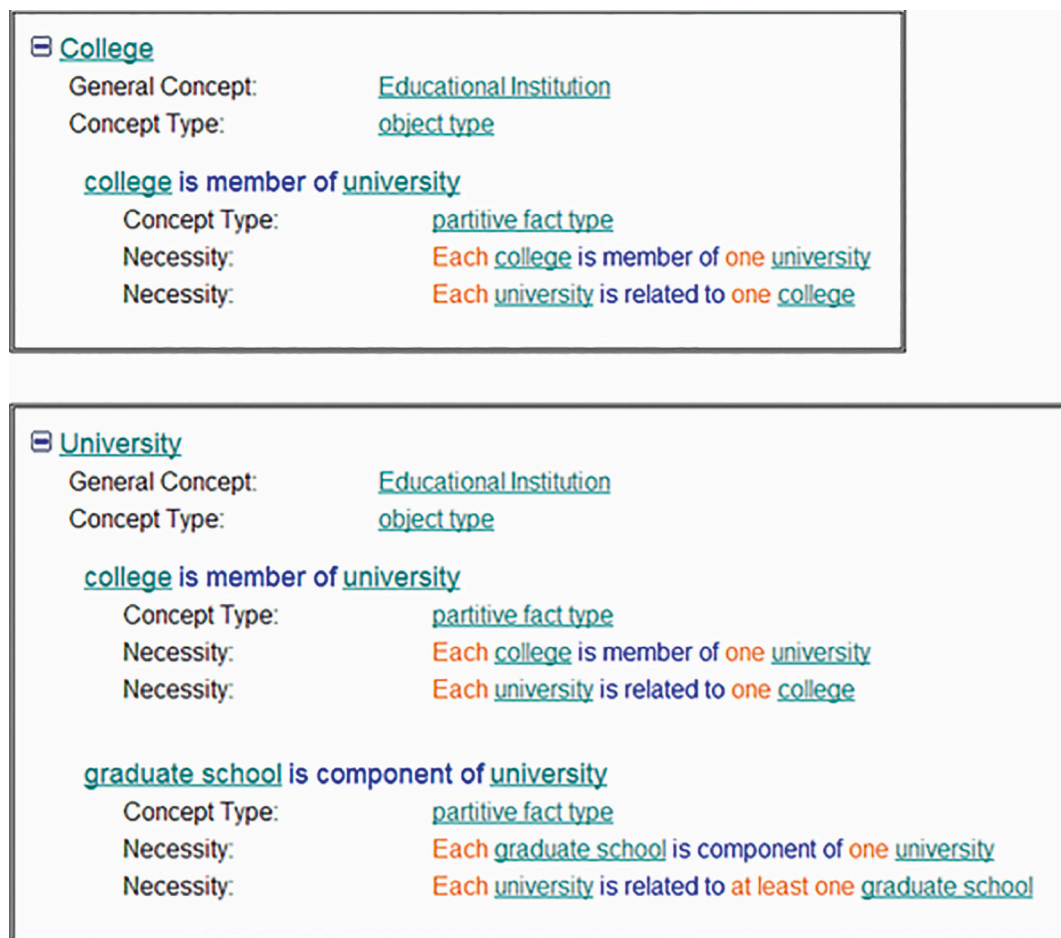 College
General Concept: Educational Institution
Concept Type: object type
college is member of university
Concept Type: partitive fact type
Necessity: Each college is member of one university
Necessity: Each university is related to one college
University
General Concept: Educational Institution
Concept Type: object type
college is member of university
Concept Type: partitive fact type
Necessity: Each college is member of one university
Necessity: Each university is related to one college
graduate school is component of university
Concept Type: partitive fact type
Necessity: Each graduate school is component of one university
Necessity: Each university is related to at least one graduate school